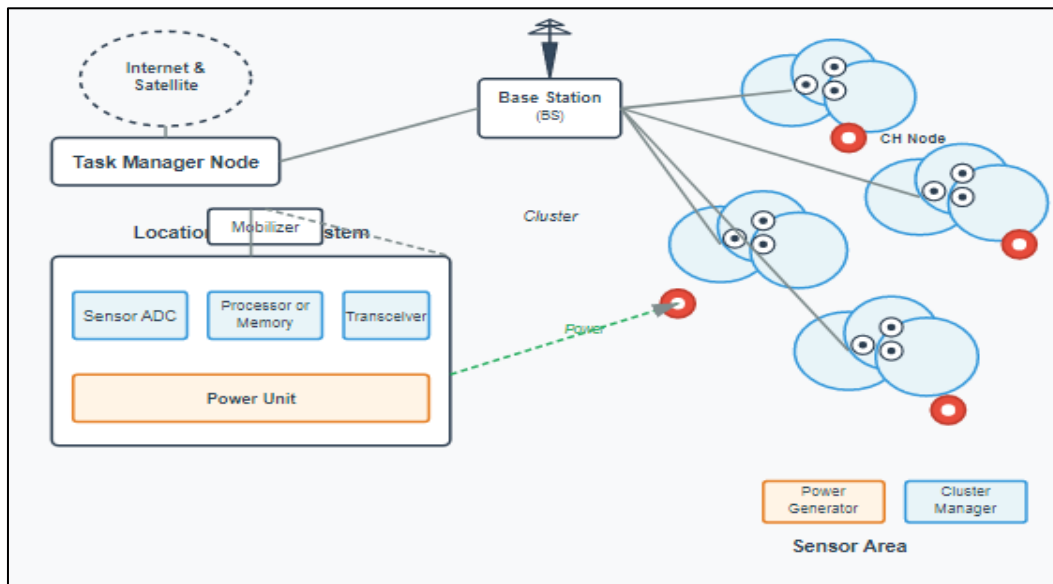 Internet &
Satellite
Base Station
(BS)
Task Manager Node
CH Node
Cluster
Mobilizer
Location stem
Sensor ADC
Processor or
Memory
Transceiver
Power
Power Unit
Power
Generator
Cluster
Manager
Sensor Area